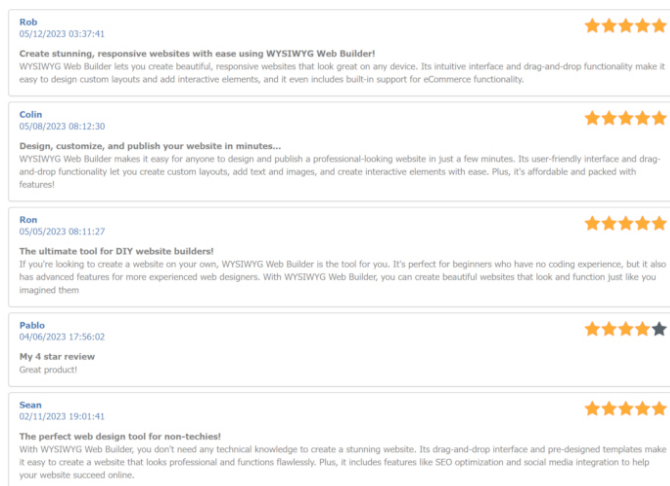 Rob
05/12/2023 03:37:41
Create stunning, responsive websites with ease using WYSIWYG Web Builder!
WYSIWYG Web Builder lets you create beautiful, responsive websites that look great on any device. Its intuitive interface and drag-and-drop functionality make it
easy to design custom layouts and add interactive elements, and it even includes built-in support for eCommerce functionality.
Colin
05/08/2023 08:12:30
Design, customize, and publish your website in minutes...
WYSIWYG Web Builder makes it easy for anyone to design and publish a professional-looking website in just a few minutes. Its user-friendly interface and drag-
and-drop functionality let you create custom layouts, add text and images, and create interactive elements with ease. Plus, it's affordable and packed with
features!
Ron
05/05/2023 08:11:27
The ultimate tool for DIY website builders!
If you're looking to create a website on your own, WYSIWYG Web Builder is the tool for you. It's perfect for beginners who have no coding experience, but it also
has advanced features for more experienced web designers. With WYSIWYG Web Builder, you can create beautiful websites that look and function just like you
imagined them
Pablo
04/06/2023 17:56:02
My 4 star review
Great product!
Sean
02/11/2023 19:01:41
The perfect web design tool for non-techies!
With WYSIWYG Web Builder, you don't need any technical knowledge to create a stunning website. Its drag-and-drop interface and pre-designed templates make
it easy to create a website that looks professional and functions flawlessly. Plus, it includes features like SEO optimization and social media integration to help
your website succeed online.